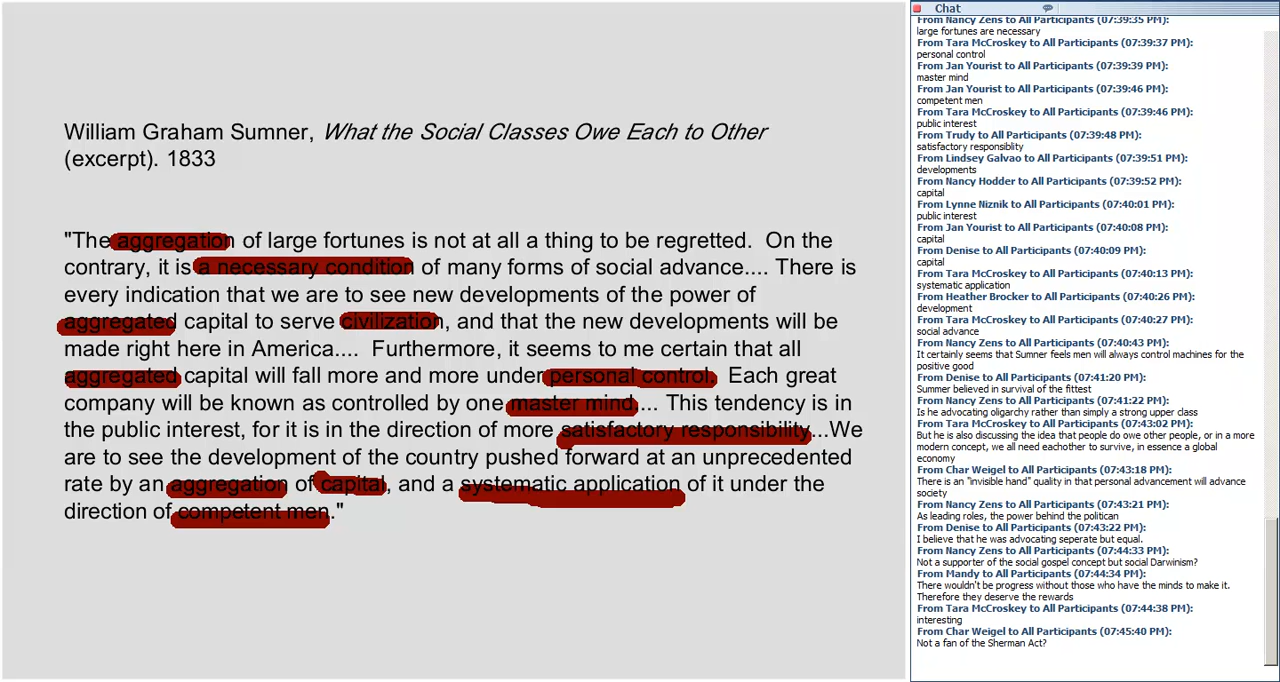 William Graham Sumner, What the Social Classes Owe Each to Other
(excerpt). 1833
"The aggregation of large fortunes is not at all a thing to be regretted. On the
contrary, it is a necessary condition of many forms of social advance.... There is
every indication that we are to see new developments of the power of
aggregated capital to serve civilization, and that the new developments will be
made right here in America.... Furthermore, it seems to me certain that all
aggregated capital will fall more and more under personal control. Each great
company will be known as controlled by one master mind ... This tendency is in
the public interest, for it is in the direction of more satisfactory responsibility...We
are to see the development of the country pushed forward at an unprecedented
rate by an aggregation of capital, and a systematic application of it under the
direction of competent men."
Chat
From Nancy Zens to All Participants (07:39:35 PM):
large fortunes are necessary
From Tara McCroskey to All Participants (07:39:37 PM):
personal control
From Jan Yourist to All Participants (07:39:39 PM):
master mind
From Jan Yourist to All Participants (07:39:46 PM):
competent men
From Tara McCroskey to All Participants (07:39:46 PM):
public interest
From Trudy to All Participants (07:39:48 PM):
satisfactory responsiblity
From Lindsey Galvao to All Participants (07:39:51 PM):
developments
From Nancy Hodder to All Participants (07:39:52 PM):
capital
From Lynne Niznik to All Participants (07:40:01 PM):
public interest
From Jan Yourist to All Participants (07:40:08 PM):
capital
From Denise to All Participants (07:40:09 PM):
capital
From Tara McCroskey to All Participants (07:40:13 PM):
systematic application
From Heather Brocker to All Participants (07:40:26 PM):
development
From Tara McCroskey to All Participants (07:40:27 PM):
social advance
From Nancy Zens to All Participants (07:40:43 PM):
It certainly seems that Sumner feels men will always control machines for the
positive good
From Denise to All Participants (07:41:20 PM):
Summer believed in survival of the fittest
From Nancy Zens to All Participants (07:41:22 PM):
Is he advocating oligarchy rather than simply a strong upper class
From Tara McCroskey to All Participants (07:43:02 PM):
But he is also discussing the idea that people do owe other people, or in a more
modern concept, we all need eachother to survive, in essence a global
economy
From Char Weigel to All Participants (07:43:18 PM):
There is an "invisible hand" quality in that personal advancement will advance
society
From Nancy Zens to All Participants (07:43:21 PM):
As leading roles, the power behind the politican
From Denise to All Participants (07:43:22 PM):
I believe that he was advocating seperate but equal.
From Nancy Zens to All Participants (07:44:33 PM):
Not a supporter of the social gospel concept but social Darwinism?
From Mandy to All Participants (07:44:34 PM):
There wouldn't be progress without those who have the minds to make it.
Therefore they deserve the rewards
From Tara McCroskey to All Participants (07:44:38 PM):
interesting
From Char Weigel to All Participants (07:45:40 PM):
Not a fan of the Sherman Act?